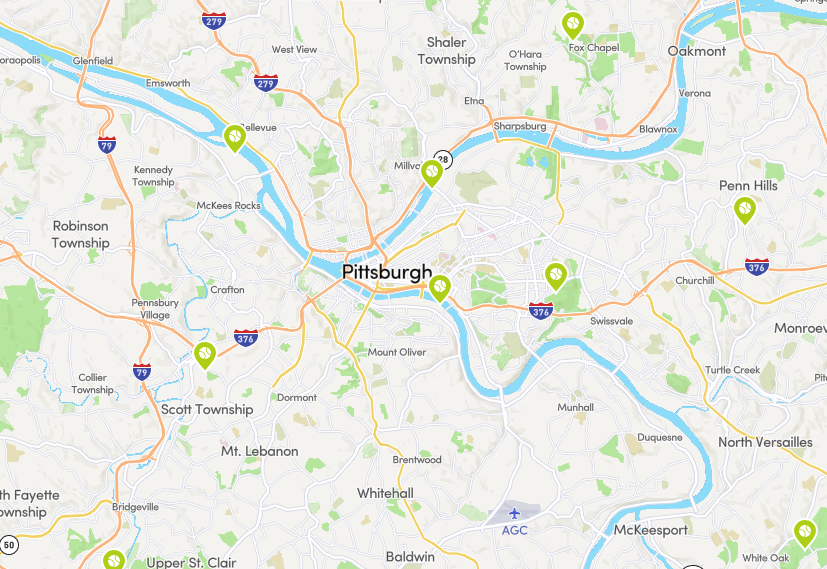 279
West View
Shaler
Township
Fox Chapel
O'Hara
Township
Oakmont
oraopolis
Glenfield
Emsworth
279
Etna
Verona
Bellevue
Sharpsburg
Blawnox
79
28
Millva
Kennedy
Township
Penn Hills
McKees Rocks
Robinson
Township
376
Pittsburgh
Crafton
Churchill
Pennsbury
Village
376
Swissvale
376
Monroev
Mount Oliver
79
Collier
Township
Turtle Creek
Pit
Dormont
Scott Township
Munhall
Duquesne
North Versailles
Mt. Lebanon
Brentwood
th Fayette
ownship
Whitehall
Bridgeville
AGC
McKeesport
50
Baldwin
White Oak
Upper St. Clair